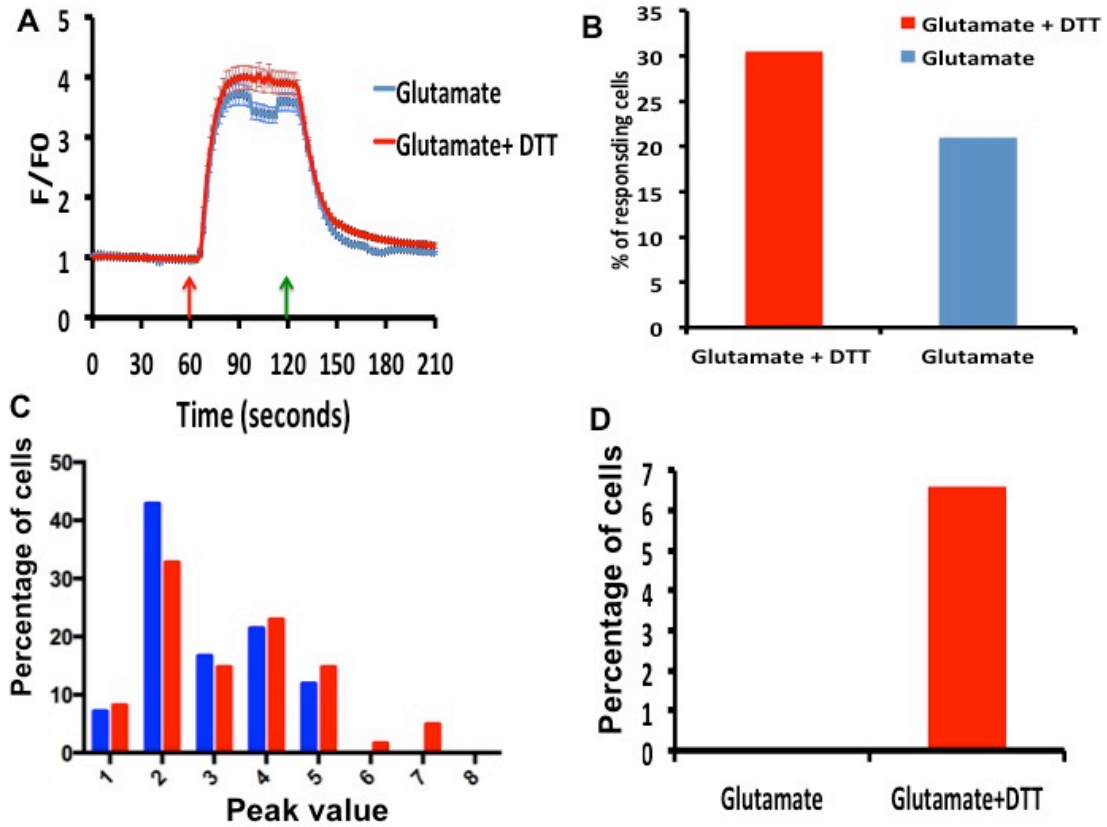 A
5
4
3
2
1
0
F/F0
Glutamate
Glutamate+ DTT
0 30 60 90 120 150 180 210
Time (seconds)
B
35
30
25
20
15
10
5
0
% of responsding cells
Glutamate + DTT
Glutamate
Glutamate + DTT Glutamate
C
50
40
30
20
10
0
Percentage of cells
1 2 3 4 5 6 7 8
Peak value
D
7
6
5
4
3
2
1
0
Percentage of cells
Glutamate Glutamate+DTT